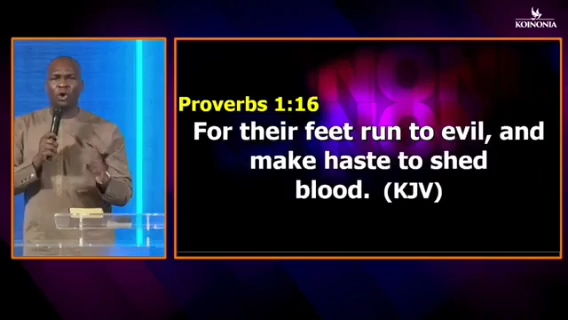 KOINONIA
Proverbs 1:16
For their feet run to evil, and
make haste to shed
blood. (KJV)